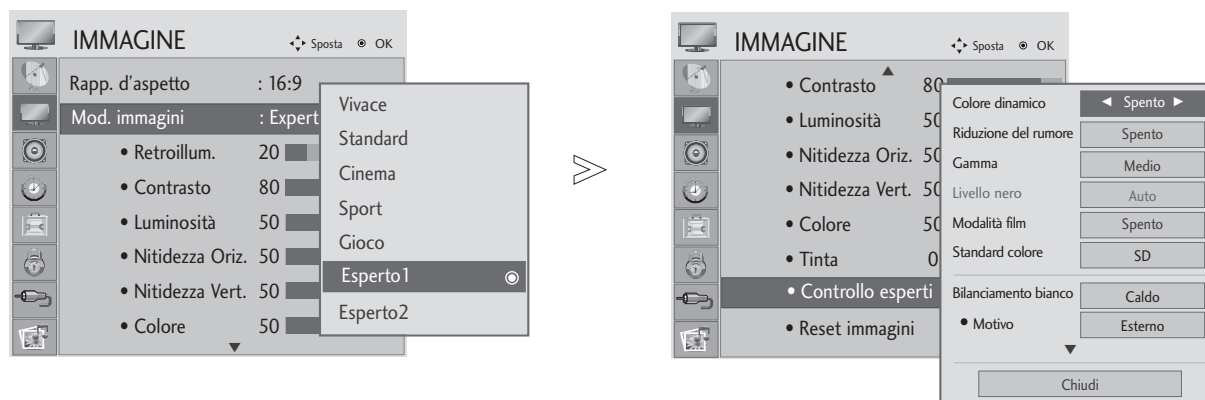 IMMAGINE
Sposta OK
Rapp. d'aspetto : 16:9
Mod. immagini : Expert
• Retroillum. 20
• Contrasto 80
• Luminosità 50
• Nitidezza Oriz. 50
• Nitidezza Vert. 50
• Colore 50
Vivace
Standard
Cinema
Sport
Gioco
Esperto1
Esperto2
IMMAGINE
Sposta OK
• Contrasto 80
• Luminosità 50
• Nitidezza Oriz. 50
• Nitidezza Vert. 50
• Colore 50
• Tinta 0
• Controllo esperti
• Reset immagini
Colore dinamico ◄ Spento ►
Riduzione del rumore Spento
Gamma Medio
Livello nero Auto
Modalità film Spento
Standard colore SD
Bilanciamento bianco Caldo
• Motivo Esterno
Chiudi